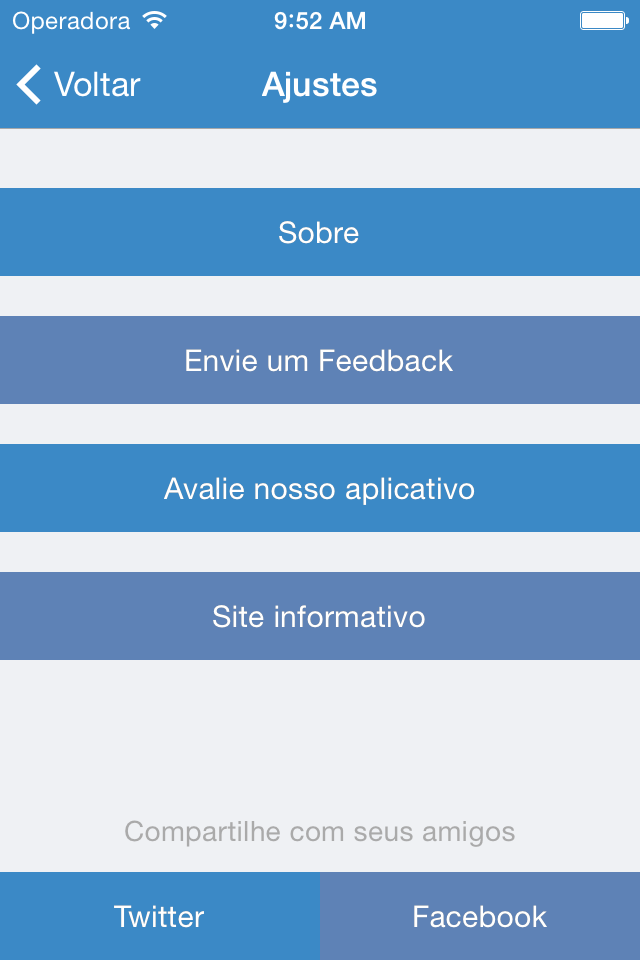 Operadora 9:52 AM
Voltar Ajustes
Sobre
Envie um Feedback
Avalie nosso aplicativo
Site informativo
Compartilhe com seus amigos
Twitter Facebook